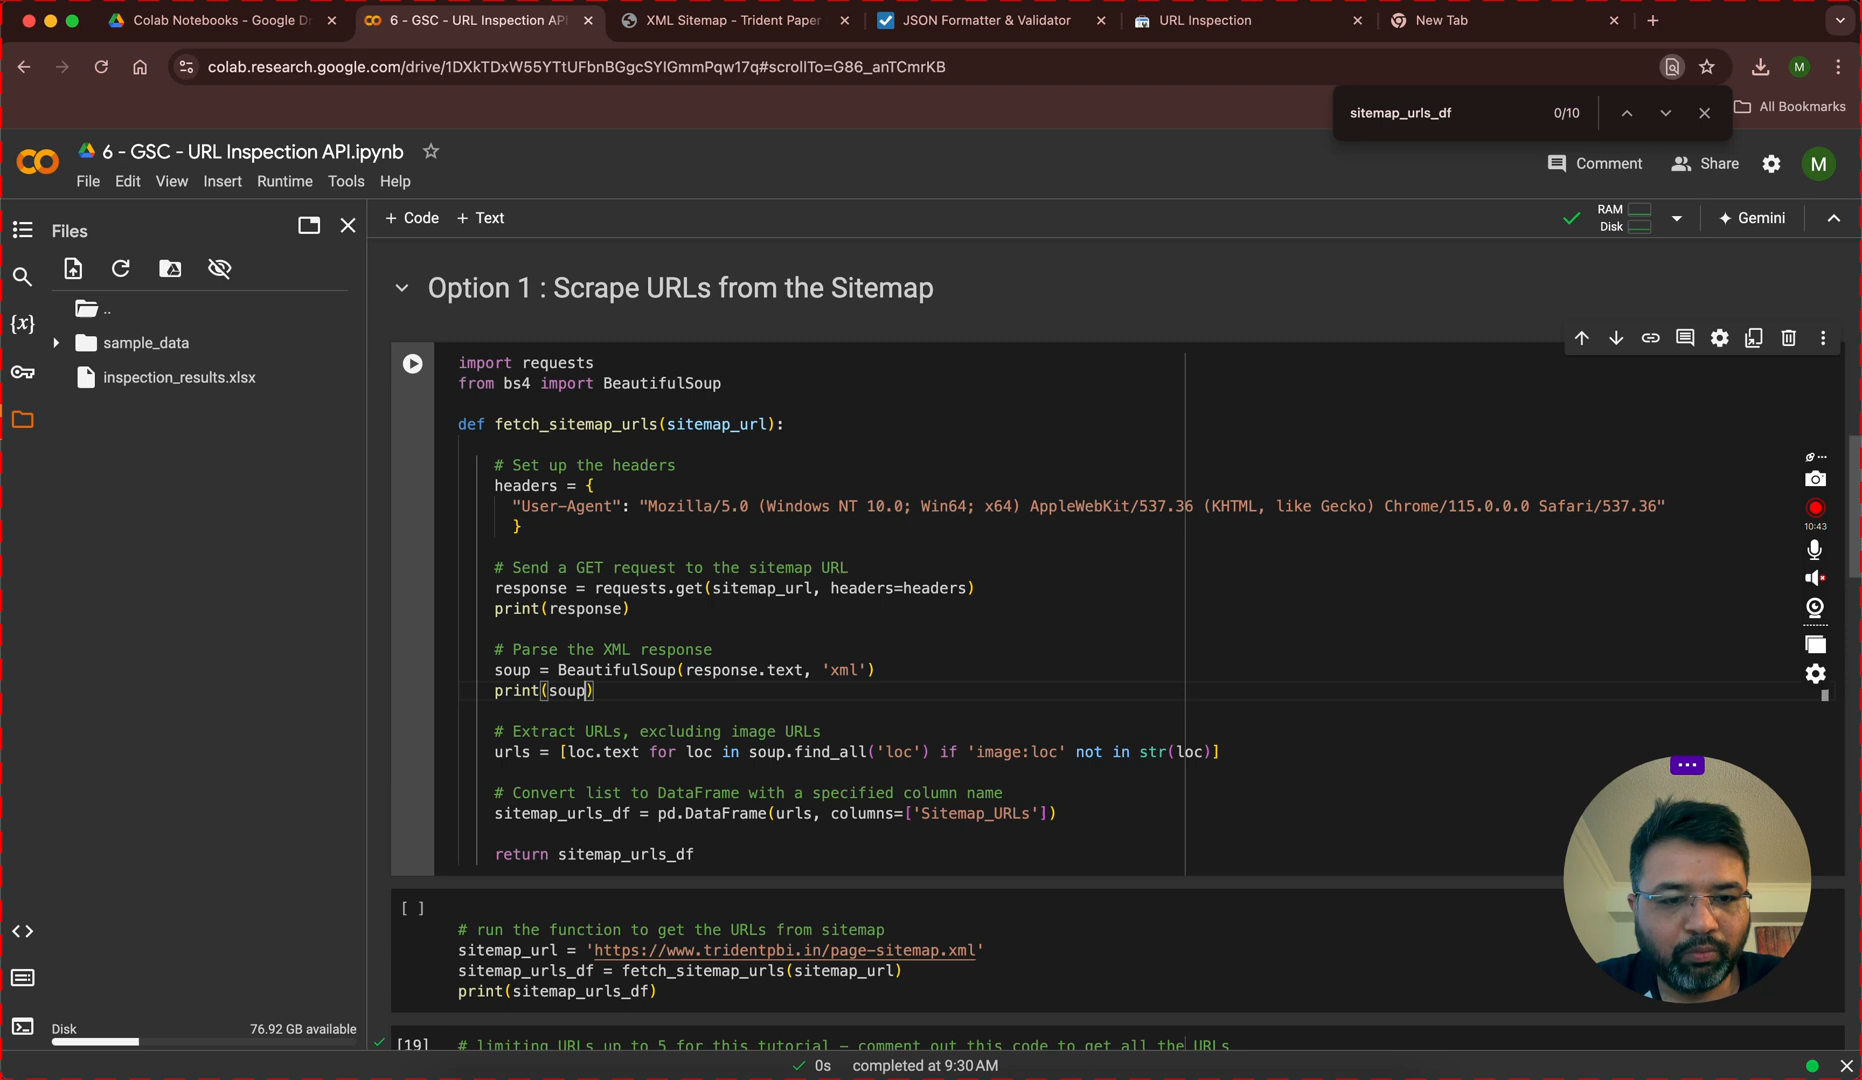 Colab Notebooks - Google Dr
6 - GSC - URL Inspection API
XML Sitemap - Trident Paper
JSON Formatter & Validator
URL Inspection
New Tab
colab.research.google.com/drive/1DXkTDxW55YTtUFbnBGgcSYIGmmPqw17q#scrollTo=G86_anTCmrKB
M
sitemap_urls_df
0/10
All Bookmarks
6 - GSC - URL Inspection API.ipynb
File Edit View Insert Runtime Tools Help
Comment
Share
M
Files
+ Code
+ Text
RAM
Disk
Gemini
..
sample_data
inspection_results.xlsx
{x}
Option 1 : Scrape URLs from the Sitemap
import requests
from bs4 import BeautifulSoup
def fetch_sitemap_urls(sitemap_url):
# Set up the headers
headers = {
"User-Agent": "Mozilla/5.0 (Windows NT 10.0; Win64; x64) AppleWebKit/537.36 (KHTML, like Gecko) Chrome/115.0.0.0 Safari/537.36"
}
# Send a GET request to the sitemap URL
response = requests.get(sitemap_url, headers=headers)
print(response)
# Parse the XML response
soup = BeautifulSoup(response.text, 'xml')
print(soup)
# Extract URLs, excluding image URLs
urls = [loc.text for loc in soup.find_all('loc') if 'image:loc' not in str(loc)]
# Convert list to DataFrame with a specified column name
sitemap_urls_df = pd.DataFrame(urls, columns=['Sitemap_URLs'])
return sitemap_urls_df
10:43
[ ]
# run the function to get the URLs from sitemap
sitemap_url = 'https://www.tridentpbi.in/page-sitemap.xml'
sitemap_urls_df = fetch_sitemap_urls(sitemap_url)
print(sitemap_urls_df)
[19]
# limiting URLs up to 5 for this tutorial – comment out this code to get all the URLs
Disk
76.92 GB available
0s
completed at 9:30 AM